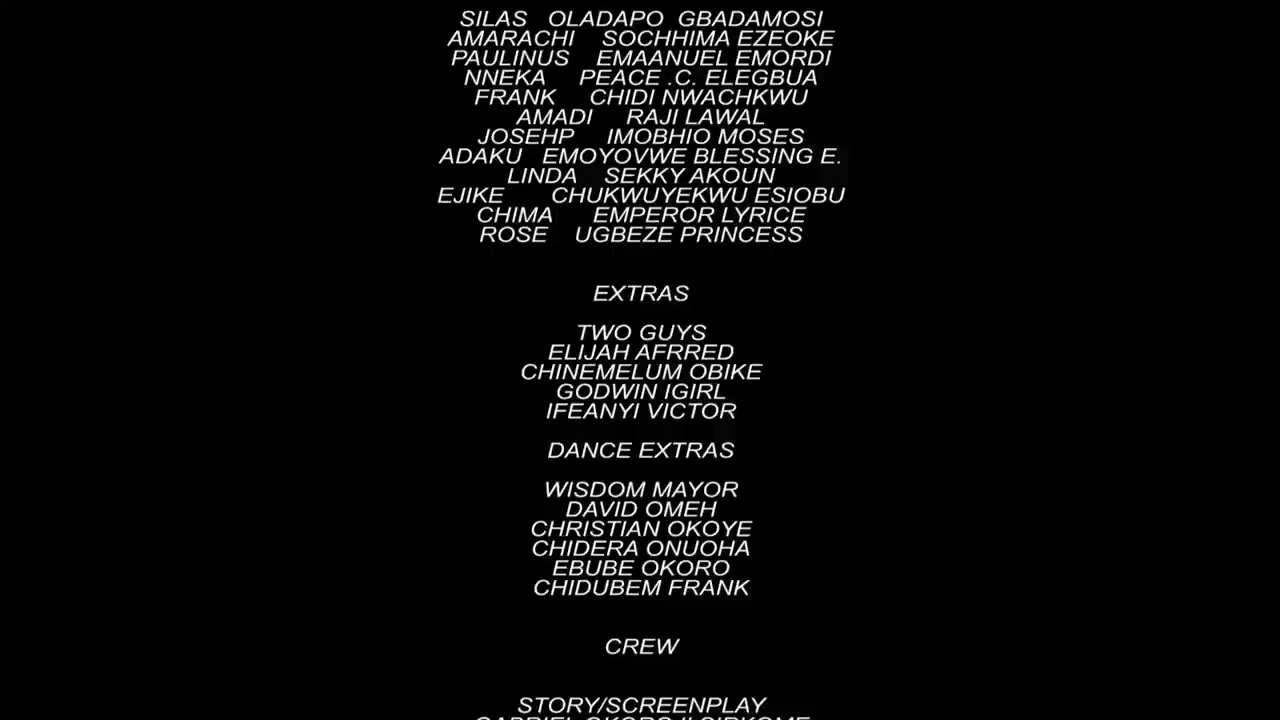 SILAS OLADAPO GBADAMOSI
AMARACHI SOCHHIMA EZEOKE
PAULINUS EMAANUEL EMORDI
NNEKA PEACE .C. ELEGBUA
FRANK CHIDI NWACHKWU
AMADI RAJI LAWAL
JOSEHP IMOBHIO MOSES
ADAKU EMOYOVWE BLESSING E.
LINDA SEKKY AKOUN
EJIKE CHUKWUYEKWU ESIOBU
CHIMA EMPEROR LYRICE
ROSE UGBEZE PRINCESS
EXTRAS
TWO GUYS
ELIJAH AFRRED
CHINEMELUM OBIKE
GODWIN IGIRL
IFEANYI VICTOR
DANCE EXTRAS
WISDOM MAYOR
DAVID OMEH
CHRISTIAN OKOYE
CHIDERA ONUOHA
EBUBE OKORO
CHIDUBEM FRANK
CREW
STORY/SCREENPLAY
GABRIEL OKORO